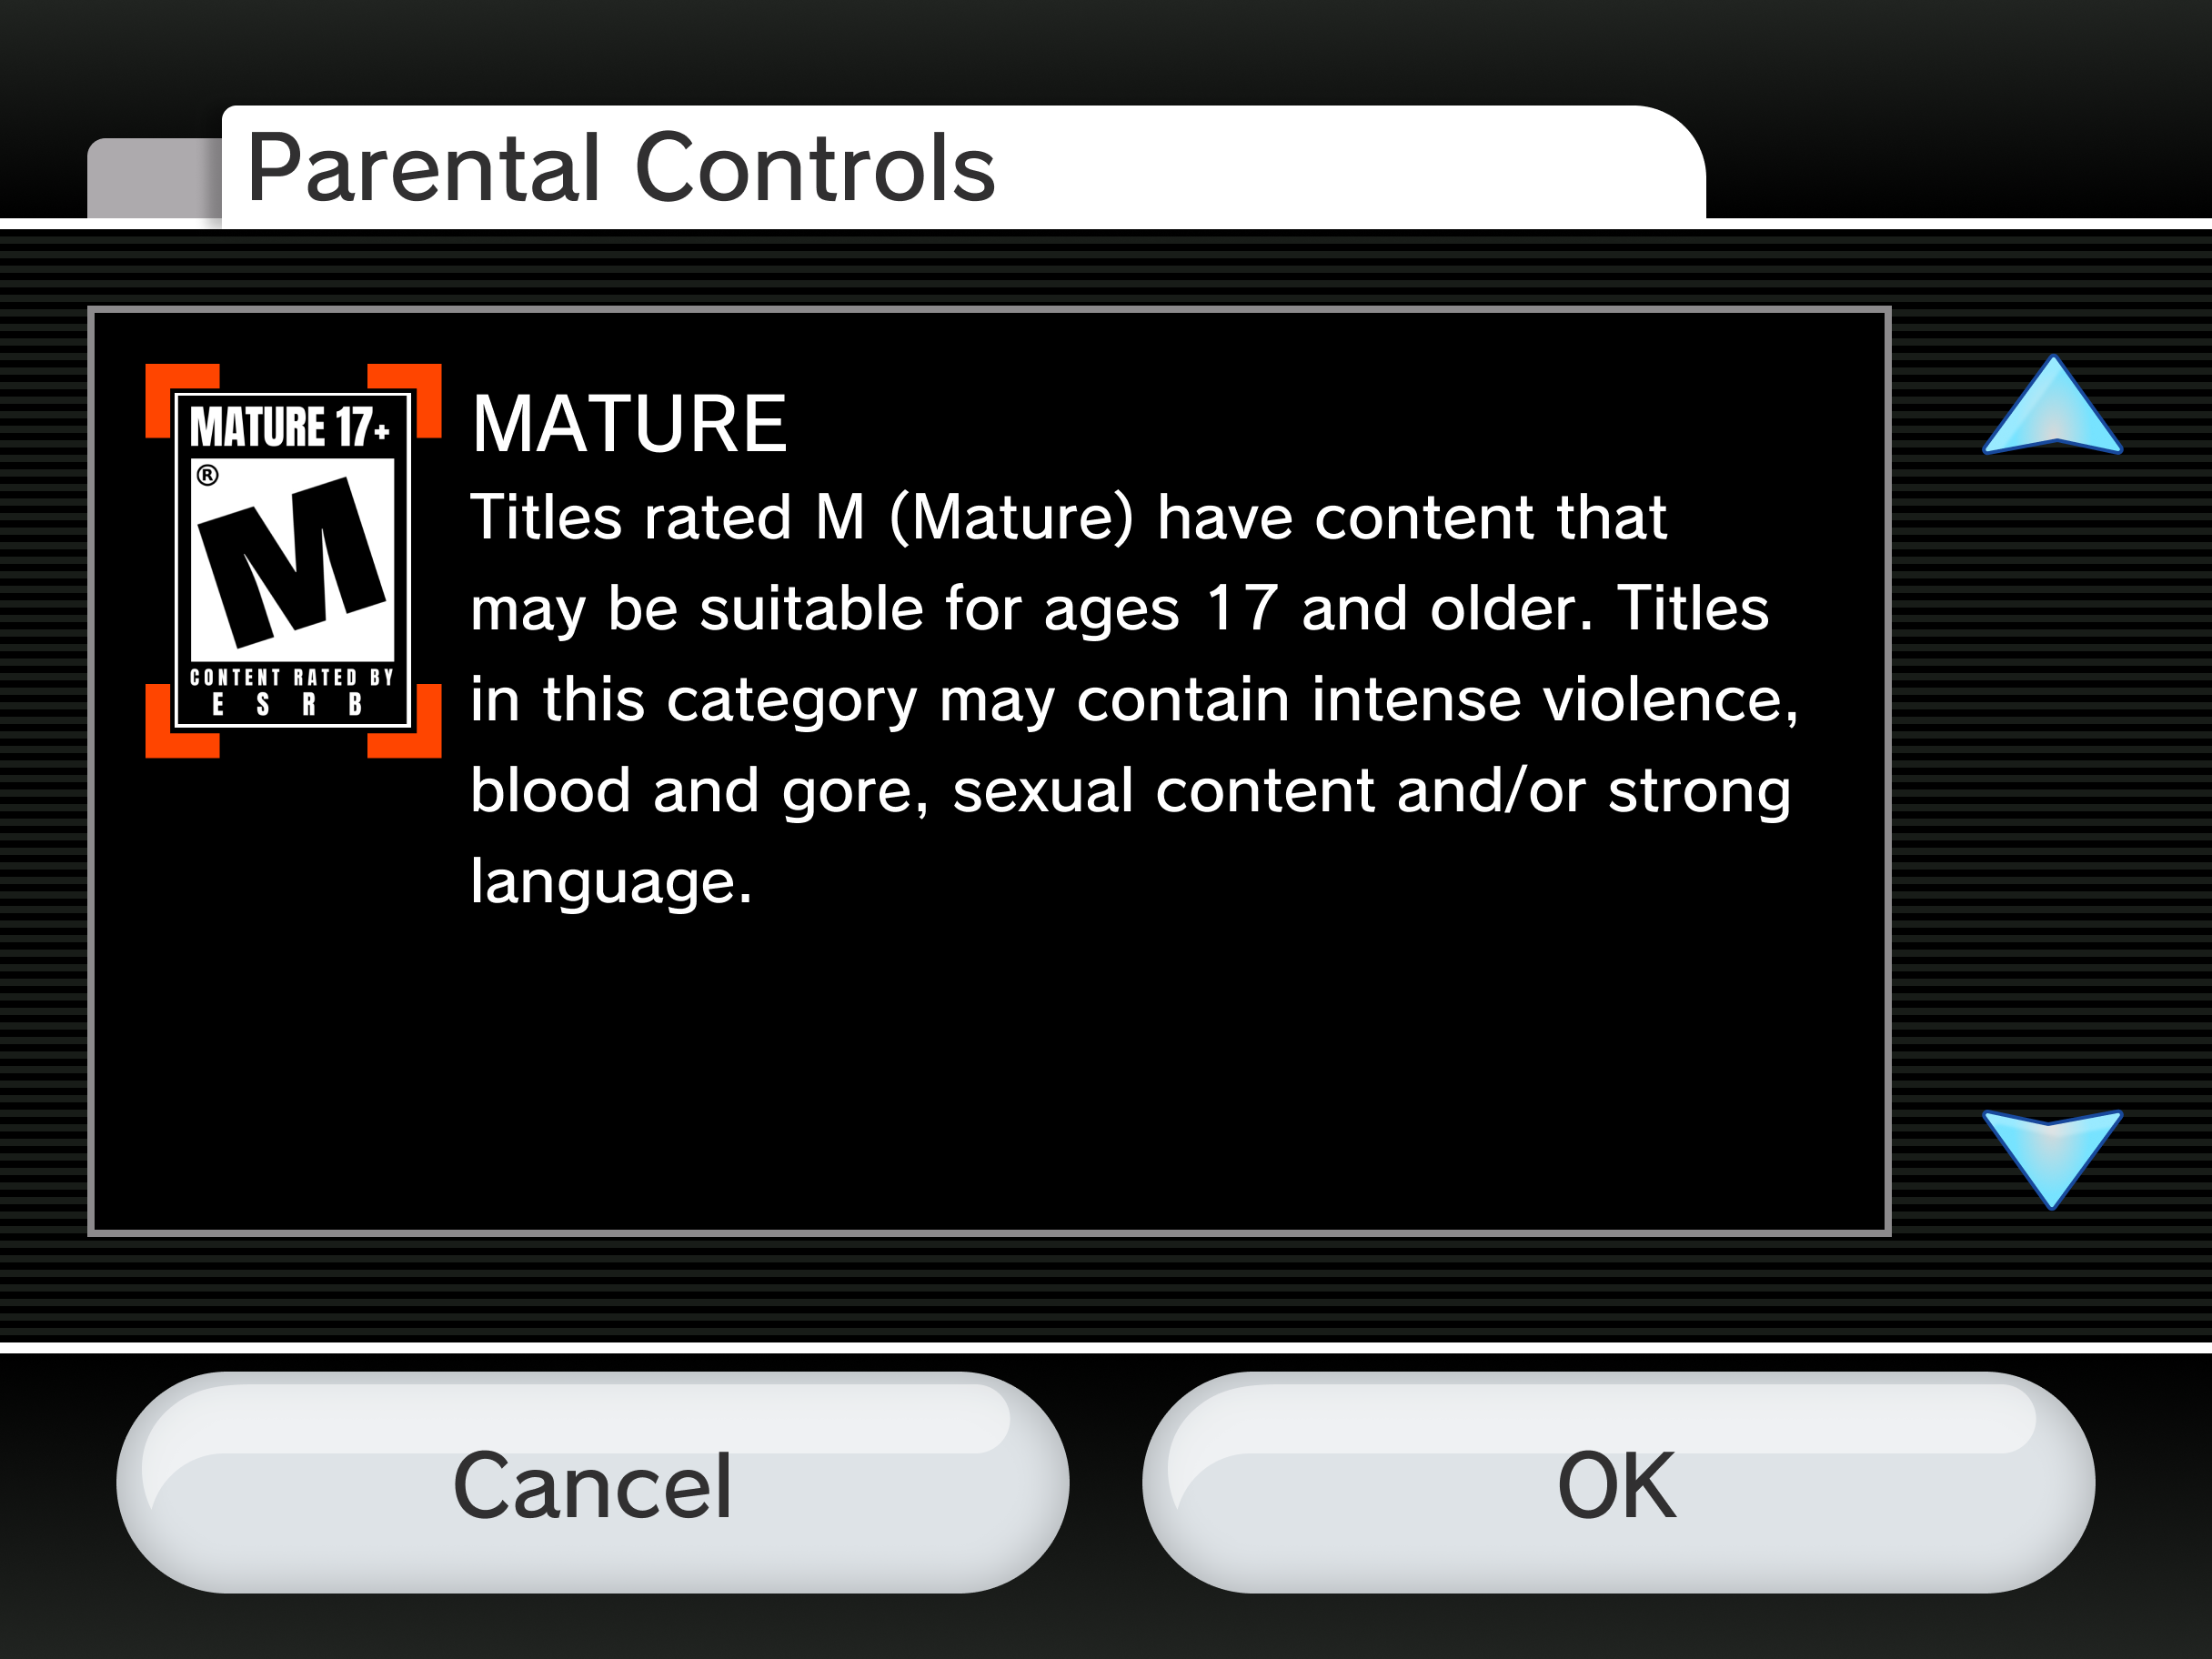 Parental Controls
MATURE 17+
®
M
CONTENT RATED BY
ESRB
MATURE
Titles rated M (Mature) have content that
may be suitable for ages 17 and older. Titles
in this category may contain intense violence,
blood and gore, sexual content and/or strong
language.
Cancel
OK